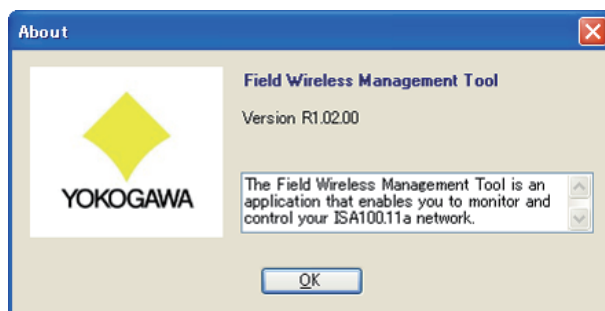 About
Field Wireless Management Tool
Version R1.02.00
YOKOGAWA
The Field Wireless Management Tool is an
application that enables you to monitor and
control your ISA100.11a network.
OK